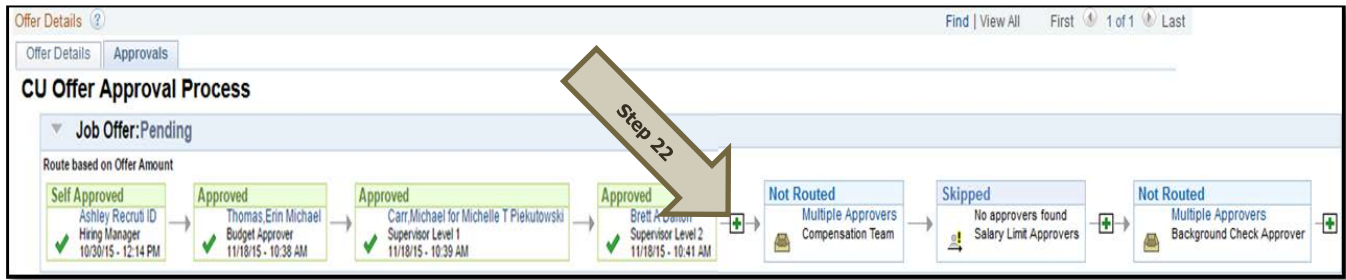 Offer Details ? Find | View All First 1 of 1 Last
Offer Details Approvals
CU Offer Approval Process
Step 22
Job Offer:Pending
Route based on Offer Amount
Self Approved
Ashley Recruti ID
Hiring Manager
10/30/15 - 12:14 PM
Approved
Thomas,Erin Michael
Budget Approver
11/18/15 - 10:38 AM
Approved
Carr,Michael for Michelle T Piekutowski
Supervisor Level 1
11/18/15 - 10:39 AM
Approved
Brett A Dalton
Supervisor Level 2
11/18/15 - 10:41 AM
Not Routed
Multiple Approvers
Compensation Team
Skipped
No approvers found
Salary Limit Approvers
Not Routed
Multiple Approvers
Background Check Approver